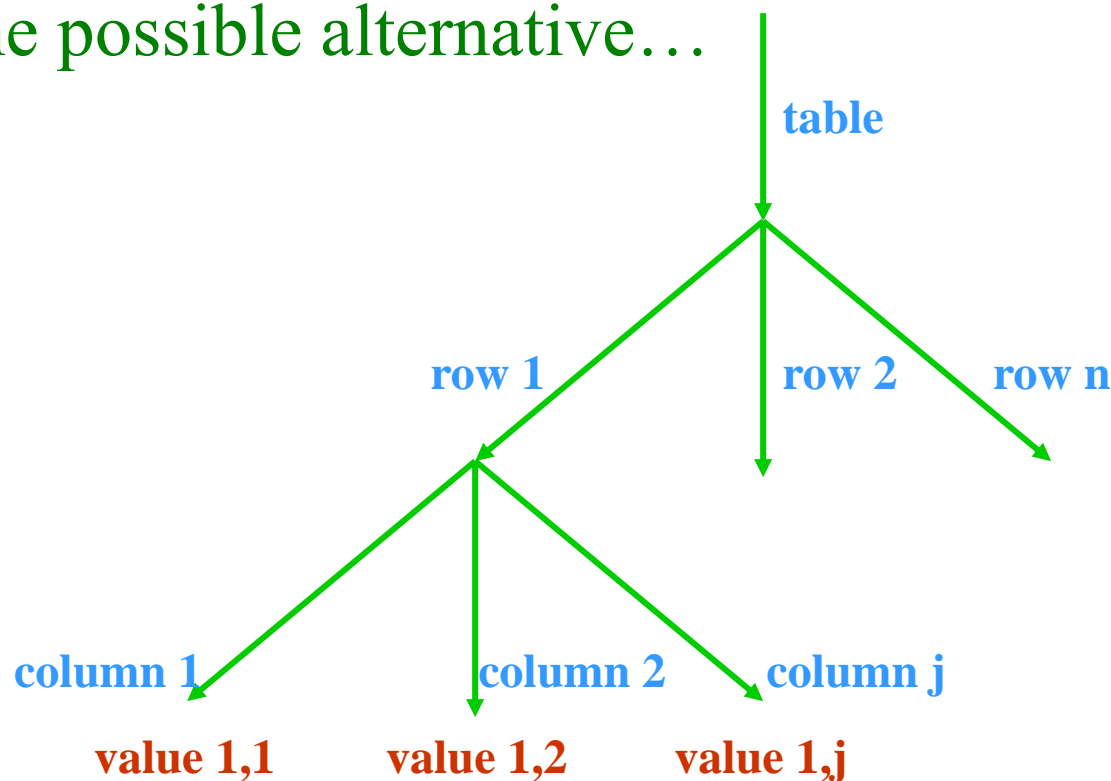 ne possible alternative…
table
row 1 row 2 row n
column 1 column 2 column j
value 1,1 value 1,2 value 1,j